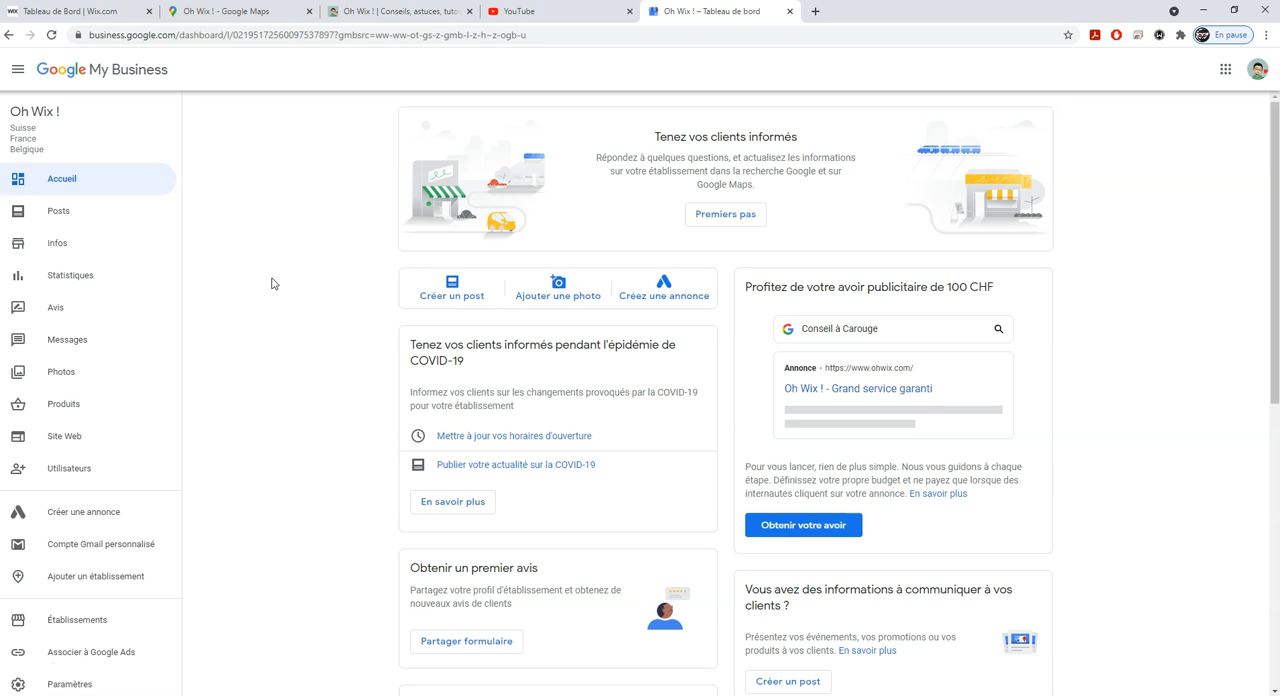 Tableau de Bord | Wix.com
Oh Wix ! - Google Maps
Oh Wix ! | Conseils, astuces, tuto
YouTube
Oh Wix ! – Tableau de bord
business.google.com/dashboard/l/02195172560097537897?gmbsrc=ww-ww-ot-gs-z-gmb-l-z-h~z-ogb-u
En pause
Google My Business
Oh Wix !
Suisse
France
Belgique
Accueil
Posts
Infos
Statistiques
Avis
Messages
Photos
Produits
Site Web
Utilisateurs
Créer une annonce
Compte Gmail personnalisé
Ajouter un établissement
Établissements
Associer à Google Ads
Paramètres
Tenez vos clients informés
Répondez à quelques questions, et actualisez les informations
sur votre établissement dans la recherche Google et sur
Google Maps.
Premiers pas
Créer un post
Ajouter une photo
Créez une annonce
Tenez vos clients informés pendant l'épidémie de
COVID-19
Informez vos clients sur les changements provoqués par la COVID-19
pour votre établissement
Mettre à jour vos horaires d'ouverture
Publier votre actualité sur la COVID-19
En savoir plus
Obtenir un premier avis
Partagez votre profil d'établissement et obtenez de
nouveaux avis de clients
Partager formulaire
Profitez de votre avoir publicitaire de 100 CHF
Conseil à Carouge
Annonce · https://www.ohwix.com/
Oh Wix ! - Grand service garanti
Pour vous lancer, rien de plus simple. Nous vous guidons à chaque
étape. Définissez votre propre budget et ne payez que lorsque des
internautes cliquent sur votre annonce. En savoir plus
Obtenir votre avoir
Vous avez des informations à communiquer à vos
clients ?
Présentez vos événements, vos promotions ou vos
produits à vos clients. En savoir plus
Créer un post